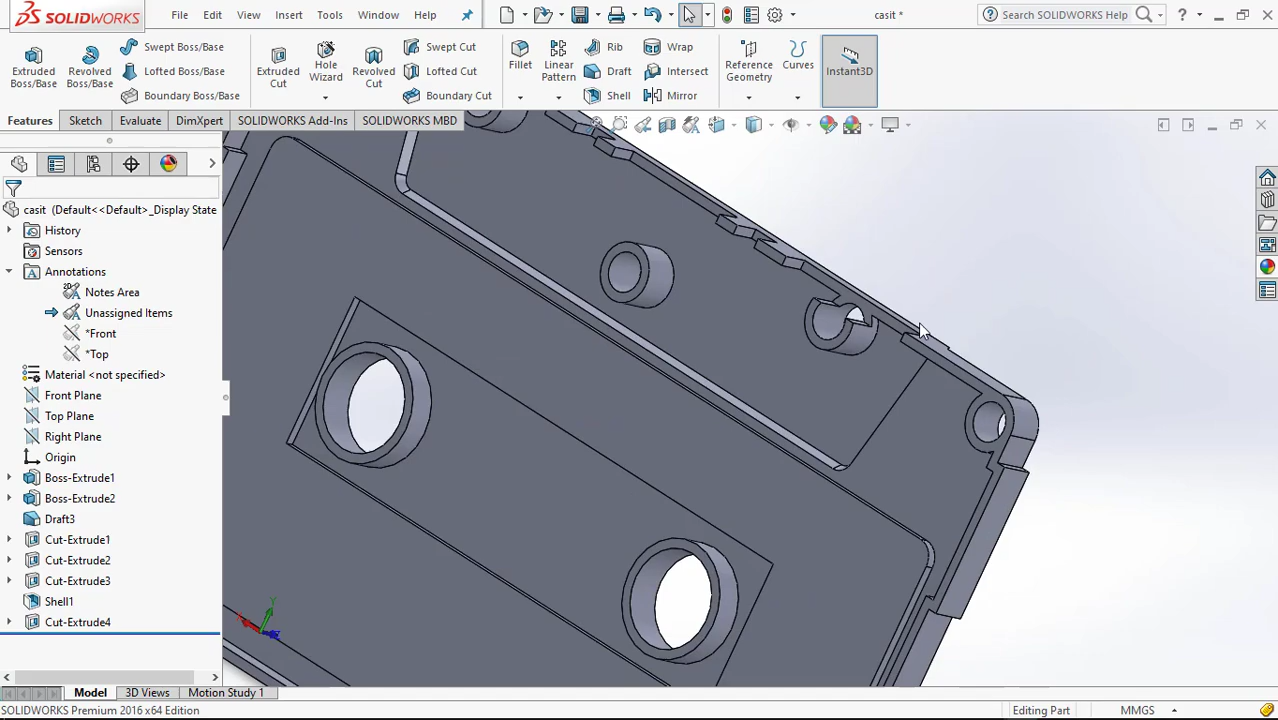 SOLIDWORKS
File Edit View Insert Tools Window Help
casit *
Search SOLIDWORKS Help
?
Extruded Boss/Base
Revolved Boss/Base
Swept Boss/Base
Lofted Boss/Base
Boundary Boss/Base
Extruded Cut
Hole Wizard
Revolved Cut
Swept Cut
Lofted Cut
Boundary Cut
Fillet
Linear Pattern
Rib
Draft
Shell
Wrap
Intersect
Mirror
Reference Geometry
Curves
Instant3D
Features Sketch Evaluate DimXpert SOLIDWORKS Add-Ins SOLIDWORKS MBD
casit (Default<<Default>_Display State
History
Sensors
Annotations
Notes Area
Unassigned Items
*Front
*Top
Material <not specified>
Front Plane
Top Plane
Right Plane
Origin
Boss-Extrude1
Boss-Extrude2
Draft3
Cut-Extrude1
Cut-Extrude2
Cut-Extrude3
Shell1
Cut-Extrude4
Y
Model 3D Views Motion Study 1
SOLIDWORKS Premium 2016 x64 Edition
Editing Part
MMGS